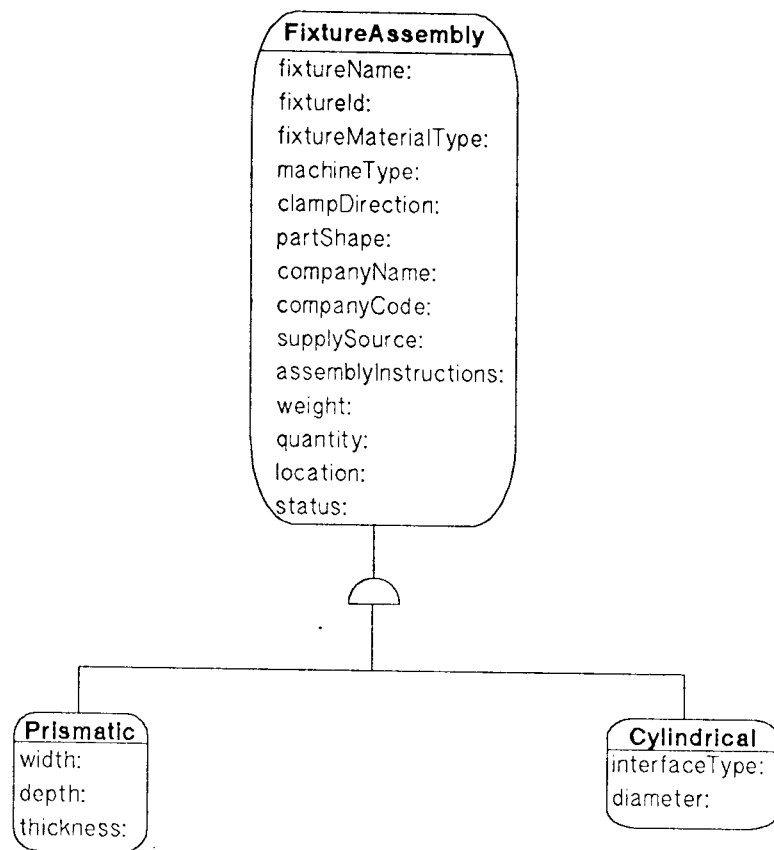 FixtureAssembly
fixtureName:
fixtureId:
fixtureMaterialType:
machineType:
clampDirection:
partShape:
companyName:
companyCode:
supplySource:
assemblyInstructions:
weight:
quantity:
location:
status:
Prismatic
width:
depth:
thickness:
Cylindrical
interfaceType:
diameter: